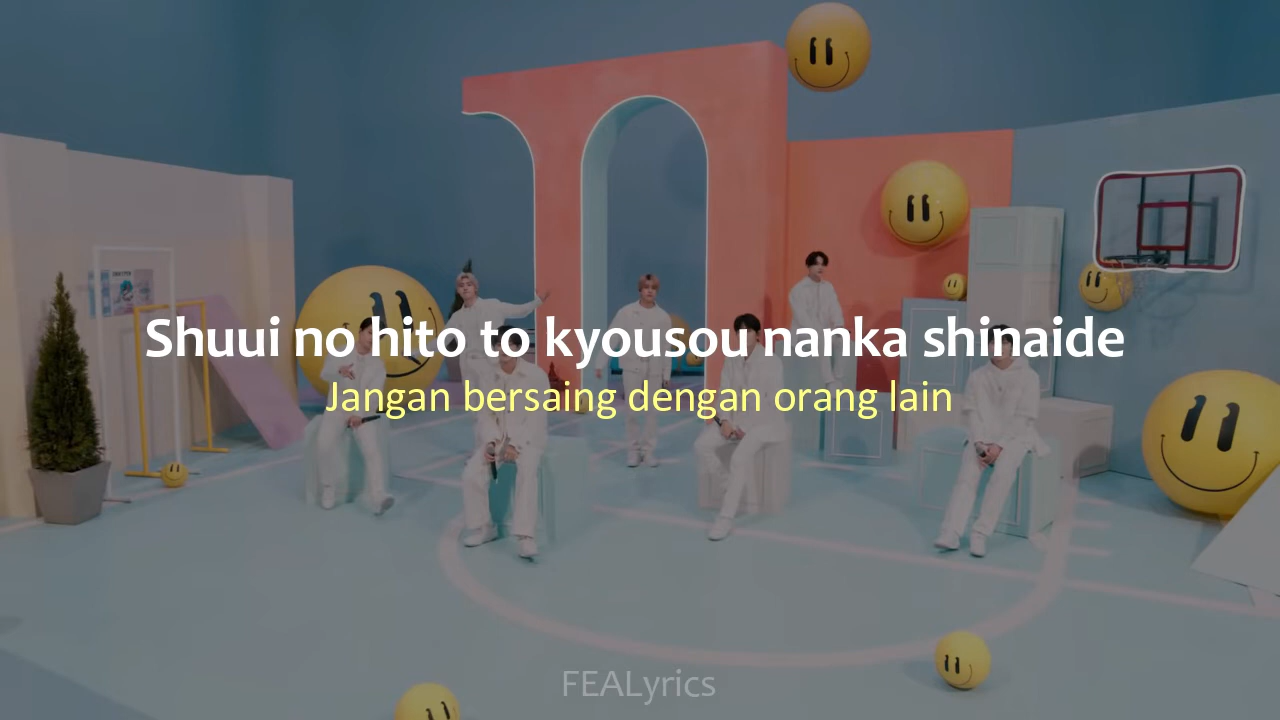 Shuui no hito to kyousou nanka shinaide
Jangan bersaing dengan orang lain
FEALyrics